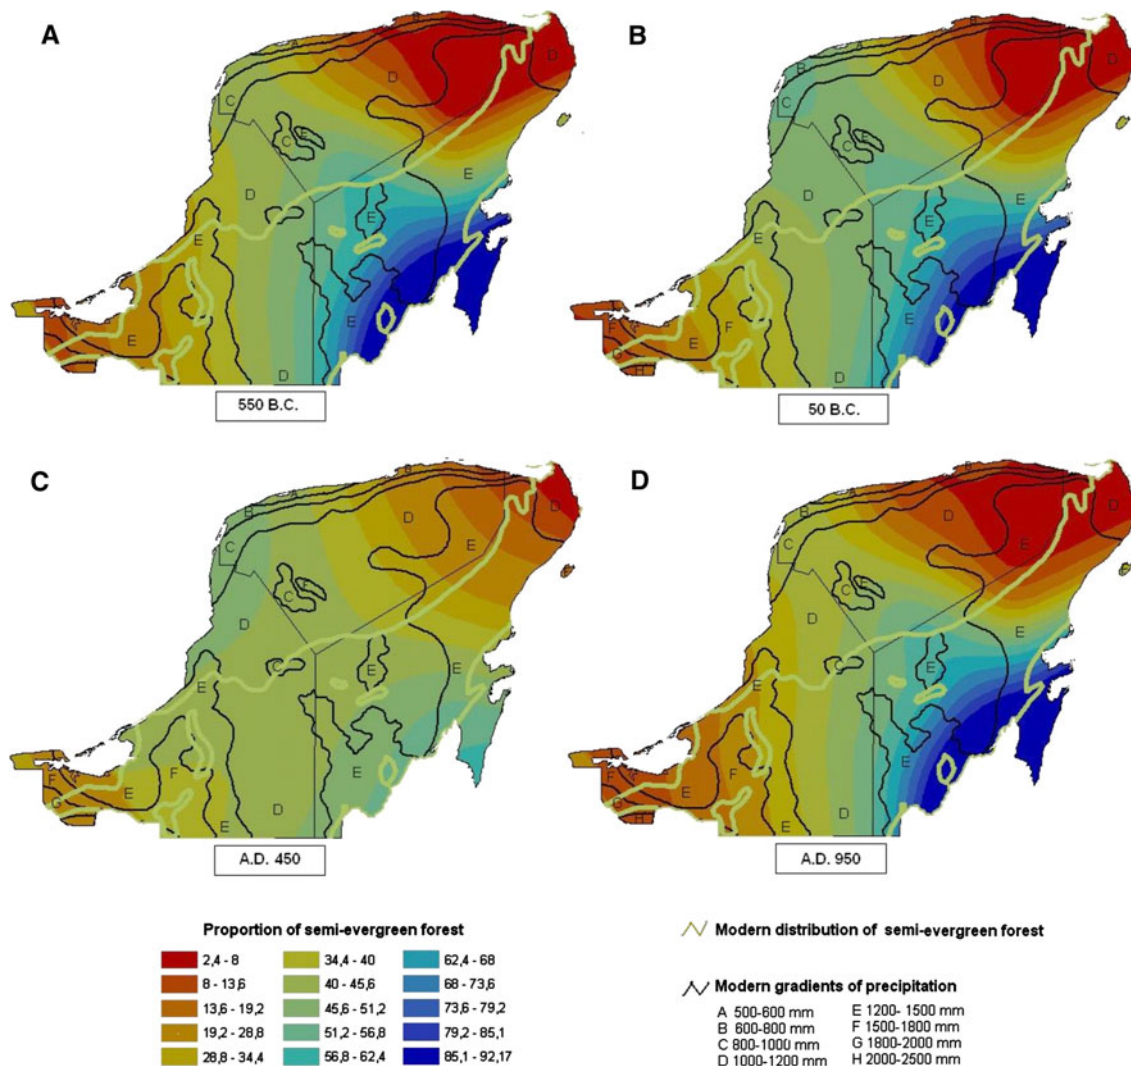 A
B
550 B.C.
50 B.C.
C
D
A.D. 450
A.D. 950
Proportion of semi-evergreen forest
2,4 - 8
8 - 13,6
13,6 - 19,2
19,2 - 28,8
28,8 - 34,4
34,4 - 40
40 - 45,6
45,6 - 51,2
51,2 - 56,8
56,8 - 62,4
62,4 - 68
68 - 73,6
73,6 - 79,2
79,2 - 85,1
85,1 - 92,17
Modern distribution of semi-evergreen forest
Modern gradients of precipitation
A 500-600 mm
B 600-800 mm
C 800-1000 mm
D 1000-1200 mm
E 1200- 1500 mm
F 1500-1800 mm
G 1800-2000 mm
H 2000-2500 mm